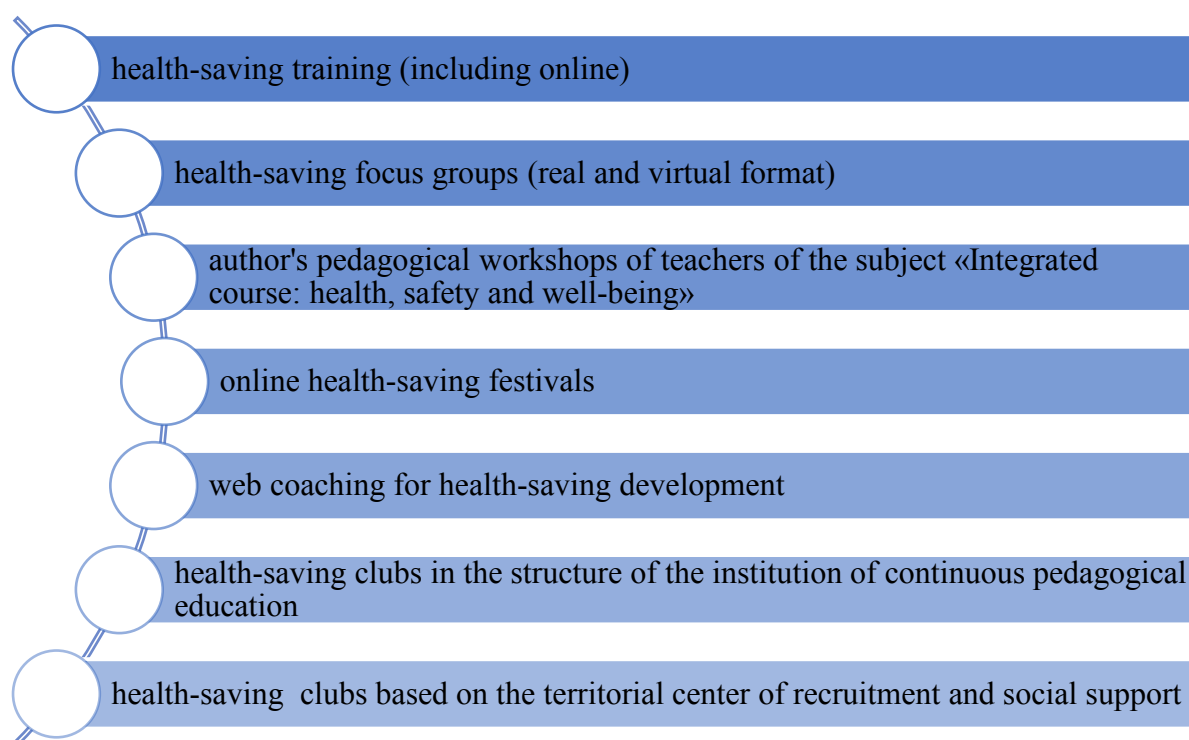 health-saving training (including online)
health-saving focus groups (real and virtual format)
author's pedagogical workshops of teachers of the subject «Integrated
course: health, safety and well-being»
online health-saving festivals
web coaching for health-saving development
health-saving clubs in the structure of the institution of continuous pedagogical
education
health-saving  clubs based on the territorial center of recruitment and social support